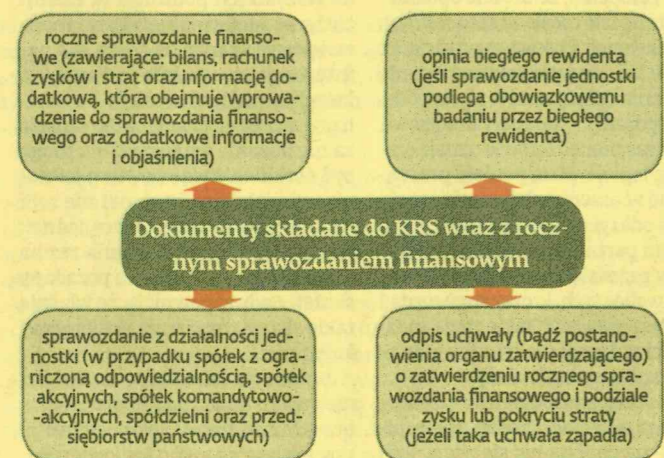 roczne sprawozdanie finanso-
we (zawierające: bilans, rachunek
zysków i strat oraz informację do-
datkową, która obejmuje wprowa-
dzenie do sprawozdania finanso-
wego oraz dodatkowe informacje
i objaśnienia)
opinia biegłego rewidenta
(jeśli sprawozdanie jednostki
podlega obowiązkowemu
badaniu przez biegłego
rewidenta)
Dokumenty składane do KRS wraz z rocz-
nym sprawozdaniem finansowym
sprawozdanie z działalności jed-
nostki (w przypadku spółek z ogra-
niczoną odpowiedzialnością, spółek
akcyjnych, spółek komandytowo-
-akcyjnych, spółdzielni oraz przed-
siębiorstw państwowych)
odpis uchwały (bądź postano-
wienia organu zatwierdzającego)
o zatwierdzeniu rocznego spra-
wozdania finansowego i podziale
zysku lub pokryciu straty
(jeżeli taka uchwała zapadła)